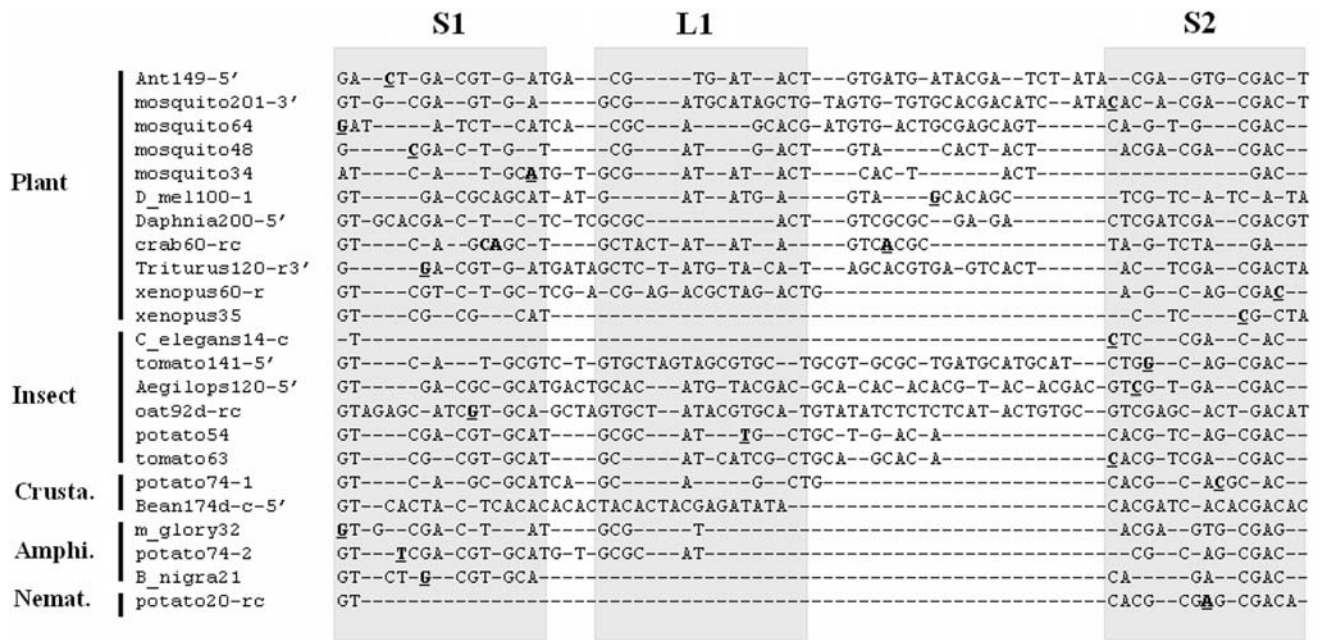 S1 L1 S2
Plant
Ant149-5' GA--CT-GA-CGT-G-ATGA---CG-----TG-AT--ACT---GTGATG-ATACGA--TCT-ATA--CGA--GTG-CGAC-T
mosquito201-3' GT-G--CGA--GT-G-A-----GCG----ATGCATAGCTG-TAGTG-TGTGCACGACATC--ATACAC-A-CGA--CGAC-T
mosquito64 GAT-----A-TCT--CATCA---CGC---A-----GCACG-ATGTG-ACTGCGAGCAGT------CA-G-T-G---CGAC--
mosquito48 G-----CGA-C-T-G--T-----CG---AT----GACT---GTA-----CACT-ACT-------ACGA-CGA--CGAC--
mosquito34 AT----C-A--T-GCATG-T-GCG---AT--AT-ACT----CAC-T-------ACT------------------GAC--
D_mel100-1 GT-----GA-CGCAGCAT-AT-G-----AT--ATG-A----GTA----GCACAGC---------TCG-TC-A-TC-A-TA
Daphnia200-5' GT-GCACGA-C-T--C-TC-TCGCGC-----------ACT---GTCGCGC--GA-GA-------CTCGATCGA--CGACGT
crab60-rc GT----C-A--GCAGC-T----GCTACT-AT--AT--A-----GTCACGC---------------TA-G-TCTA---GA---
Triturus120-r3' G------GA-CGT-G-ATGATAGCTC-T-ATG-TA-CA-T---AGCACGTGA-GTCACT------AC--TCGA--CGACTA
xenopus60-r GT----CGT-C-T-GC-TCGA-CG-AG-ACGCTAG-ACTG------------------------A-G--C-AG-CGAC--
xenopus35 GT----CG--CG---CAT-----------------------------------------------C--TC----CG-CTA
Insect
C_elegans14-c -T--------------------------------------------------------------CTC---CGA--C-AC--
tomato141-5' GT----C--A---T-GCGTC-T-GTGCTAGTAGCGTGC--TGCGT-GCGC-TGATGCATGCAT---CTGG--C-AG-CGAC--
Aegilops120-5' GT-----GA-CGC-GCATGACTGCAC---ATG-TACGAC-GCA-CAC-ACACG-T-AC-ACGAC-GTCG-T-GA--CGAC--
oat92d-rc GTAGAGC-ATCGT-GCA-GCTAGTGCT--ATACGTGCA-TGTATATCTCTCTCAT-ACTGTGC--GTCGAGC-ACT-GACAT
potato54 GT---CGA-CGT-GCAT----GCGC---AT---TG--CTGC-T-G-AC-A--------------CACG-TC-AG-CGAC--
tomato63 GT----CG--CGT-GCAT----GC-----AT-CATCG-CTGCA--GCAC-A-------------CACG-TCGA--CGAC--
Crusta.
potato74-1 GT----C-A--GC-GCATCA--GC-----A-----G-CTG------------------------CACG--C-ACGC-AC--
Bean174d-c-5' GT--CACTA-C-TCACACACACTACACTACGAGATATA--------------------------CACGATC-ACACGACAC
Amphi.
m_glory32 GT-G--CGA-C-T---AT----GCG-----T----------------------------------ACGA--GTG-CGAG--
potato74-2 GT---TCGA-CGT-GCATG-T-GCGC---AT-----------------------------------CG--C-AG-CGAC--
B_nigra21 GT--CT-G--CGT-GCA------------------------------------------------CA-----GA--CGAC--
Nemat.
potato20-rc GT--------------------------------------------------------------CACG--CGAG-CGACA-